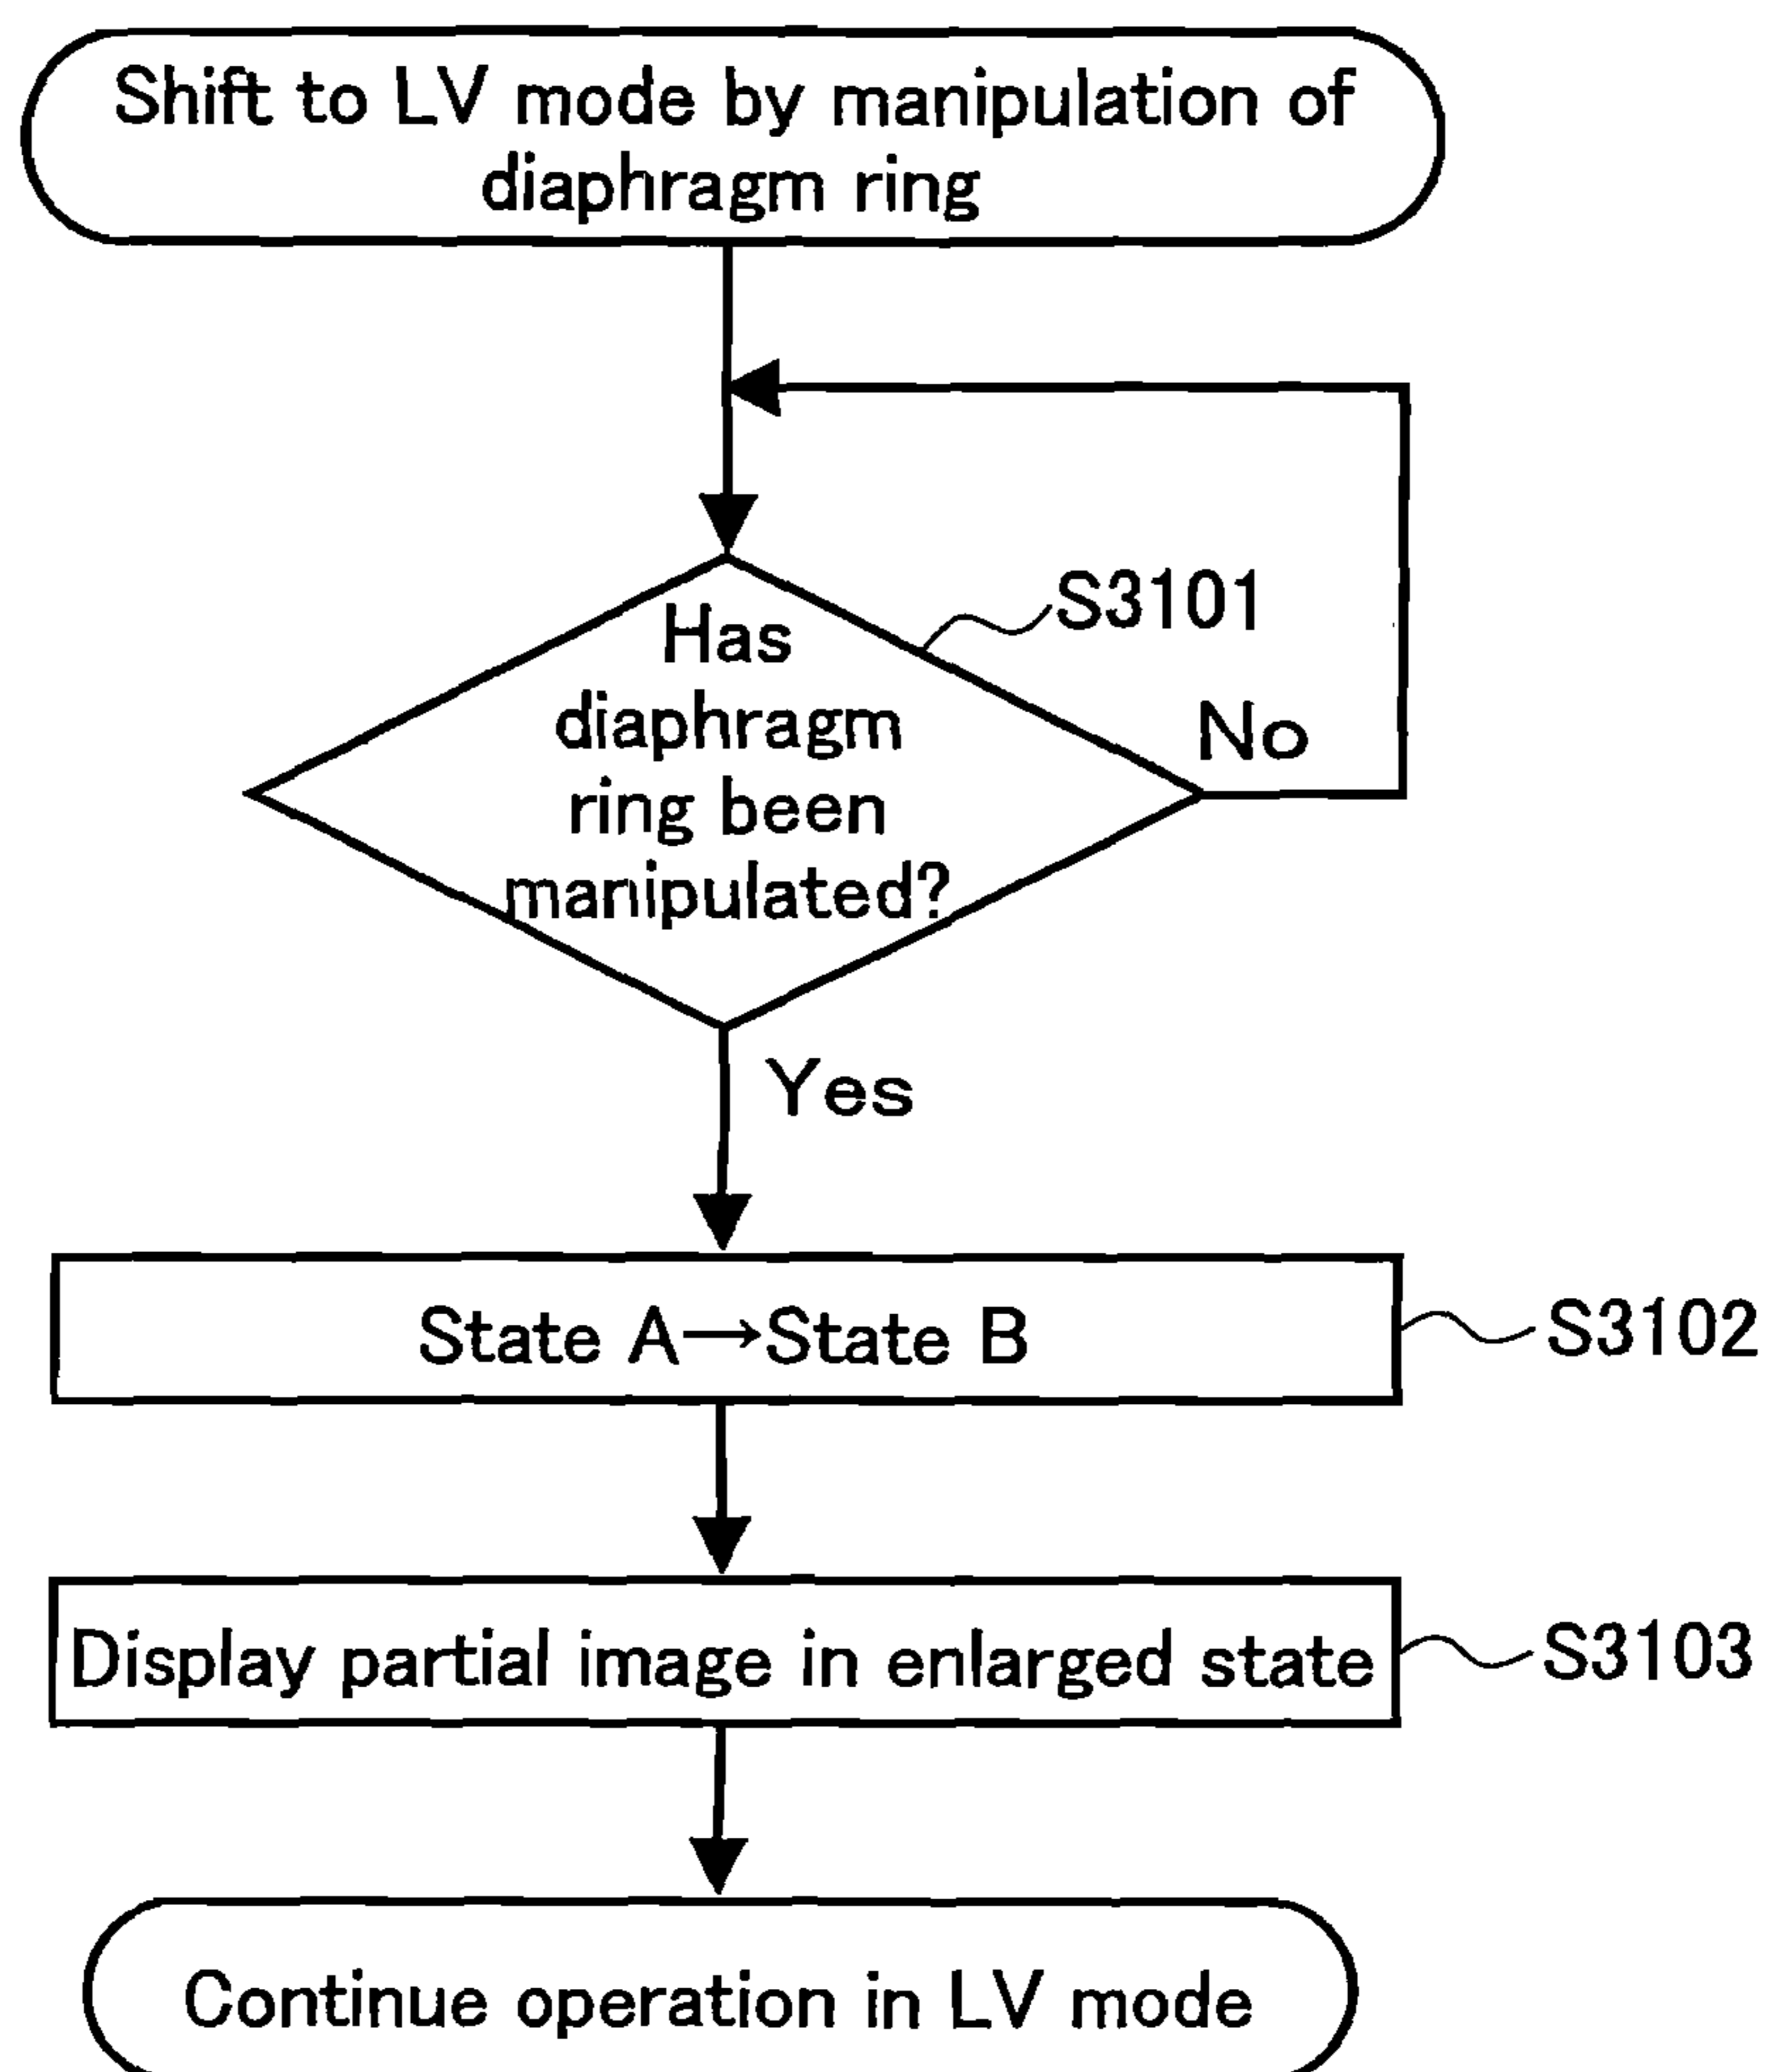 Shift to LV mode by manipulation of
diaphragm ring
S3101
Has
diaphragm
ring been
manipulated?
No
Yes
State A→State B
S3102
Display partial image in enlarged state
S3103
Continue operation in LV mode